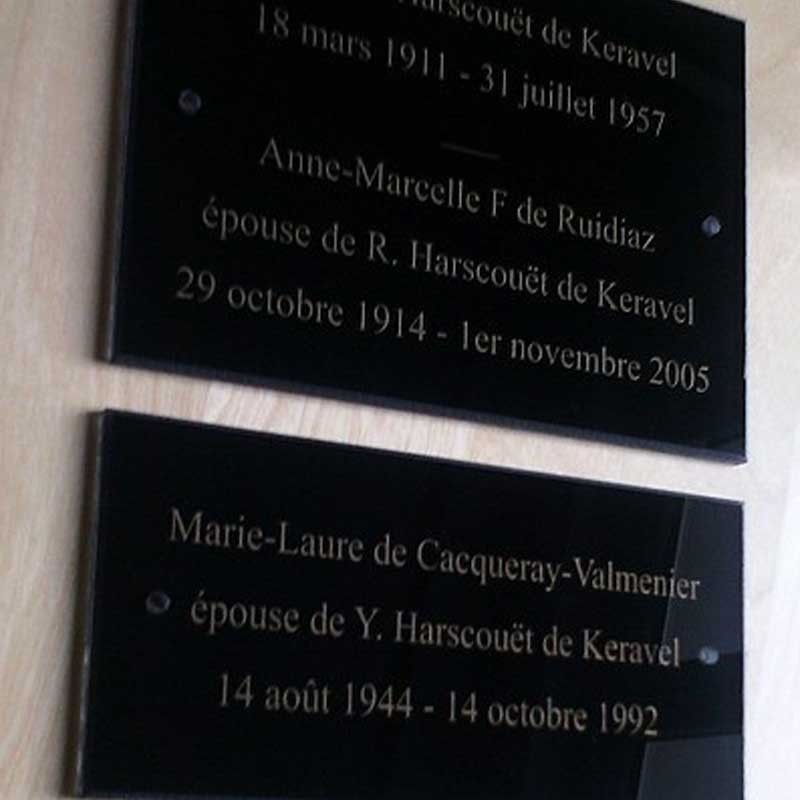 Harscouët de Keravel
18 mars 1911 - 31 juillet 1957
Anne-Marcelle F de Ruidiaz
épouse de R. Harscouët de Keravel
29 octobre 1914 - 1er novembre 2005
Marie-Laure de Cacqueray-Valmenier
épouse de Y. Harscouët de Keravel
14 août 1944 - 14 octobre 1992